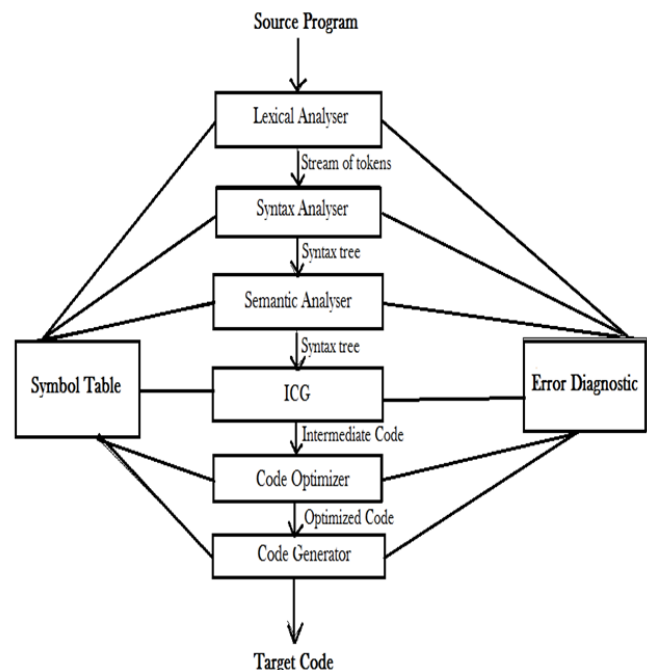 Source Program
Lexical Analyser
Stream of tokens
Syntax Analyser
Syntax tree
Semantic Analyser
Syntax tree
Symbol Table
ICG
Error Diagnostic
Intermediate Code
Code Optimizer
Optimized Code
Code Generator
Target Code